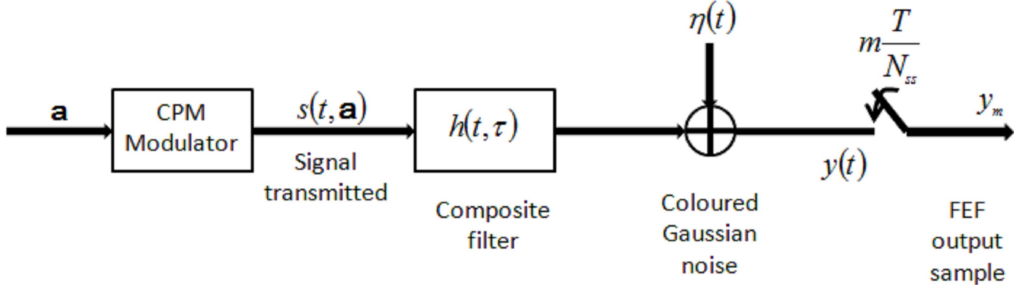 a
CPM
Modulator
s(t,a)
Signal
transmitted
h(t,τ)
Composite
filter
η(t)
Coloured
Gaussian
noise
y(t)
m T/N_ss
y_m
FEF
output
sample